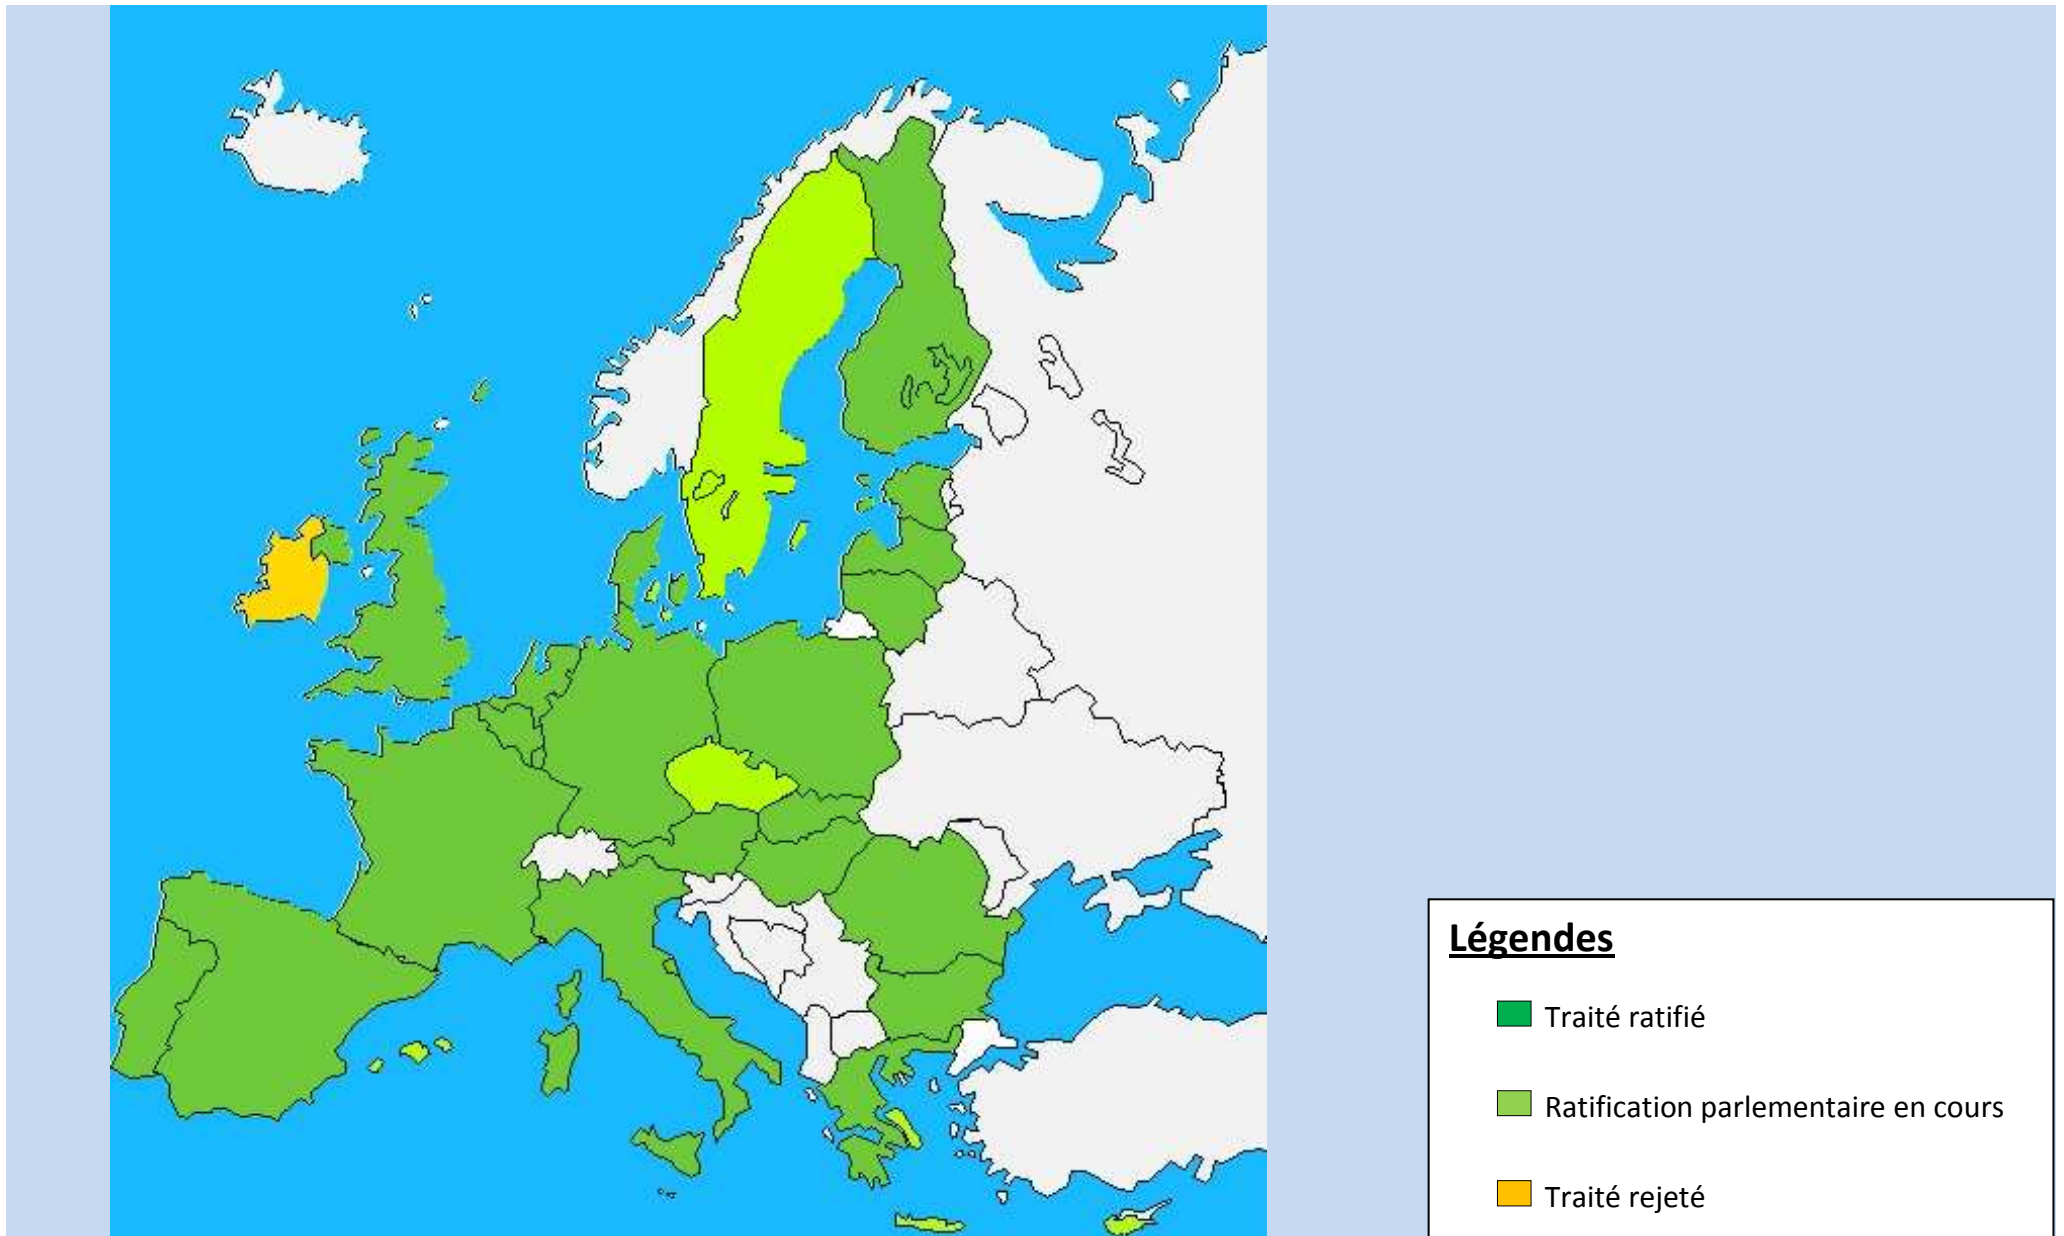 Légendes
Traité ratifié
Ratification parlementaire en cours
Traité rejeté